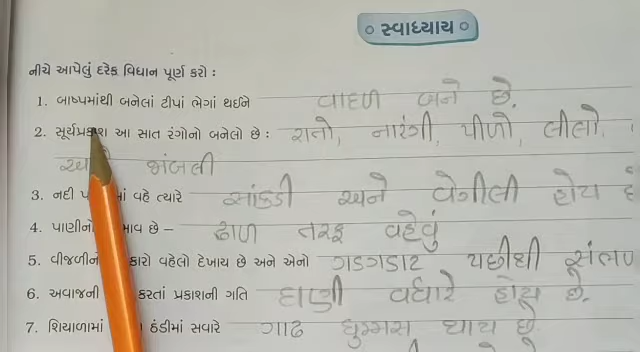 સ્વાધ્યાય
નીચે આપેલું દરેક વિધાન પૂર્ણ કરો :
1. બાષ્પમાંથી બનેલાં ટીપાં ભેગાં થઈને વાદળ બને છે.
2. સૂર્યપ્રકાશ આ સાત રંગોનો બનેલો છે : રાતો, નારંગી, પીળો, લીલો,
અને જાંબલી
3. નદી માં વહે ત્યારે સાંકડી અને વેગીલી હોય
4. પાણીનો છે – ઢાળ તરફ વહેવું
5. વીજળીન કારો વહેલો દેખાય છે અને એનો ગડગડાટ પછીથી સંભળ
6. અવાજની કરતાં પ્રકાશની ગતિ ઘણી વધારે હોય છે.
7. શિયાળામાં ઠંડીમાં સવારે ગાઢ ધુમ્મસ થાય છે.